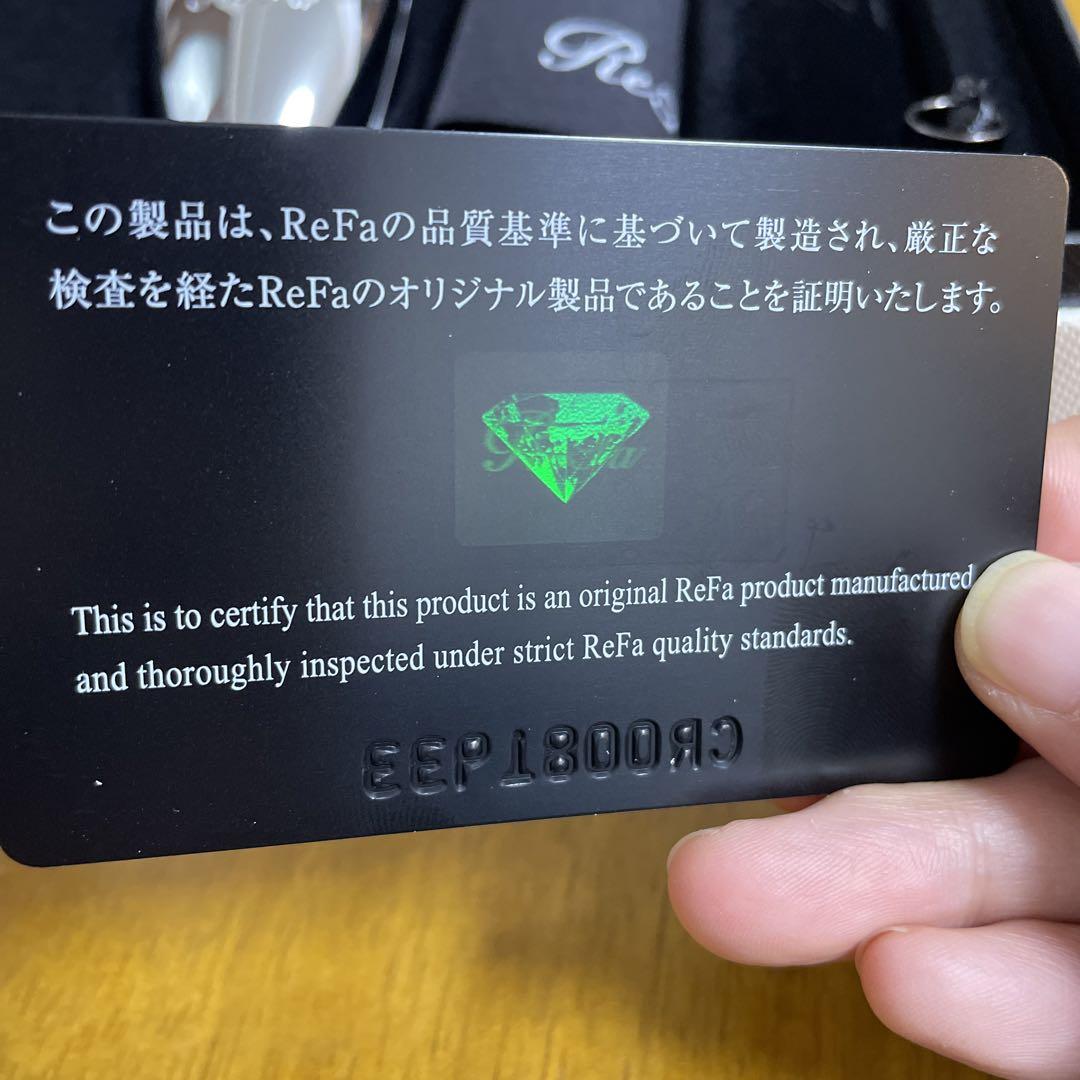 Re
この製品は、ReFaの品質基準に基づいて製造され、厳正な
検査を経たReFaのオリジナル製品であることを証明いたします。
This is to certify that this product is an original ReFa product manufactured
and thoroughly inspected under strict ReFa quality standards.
CR0081933